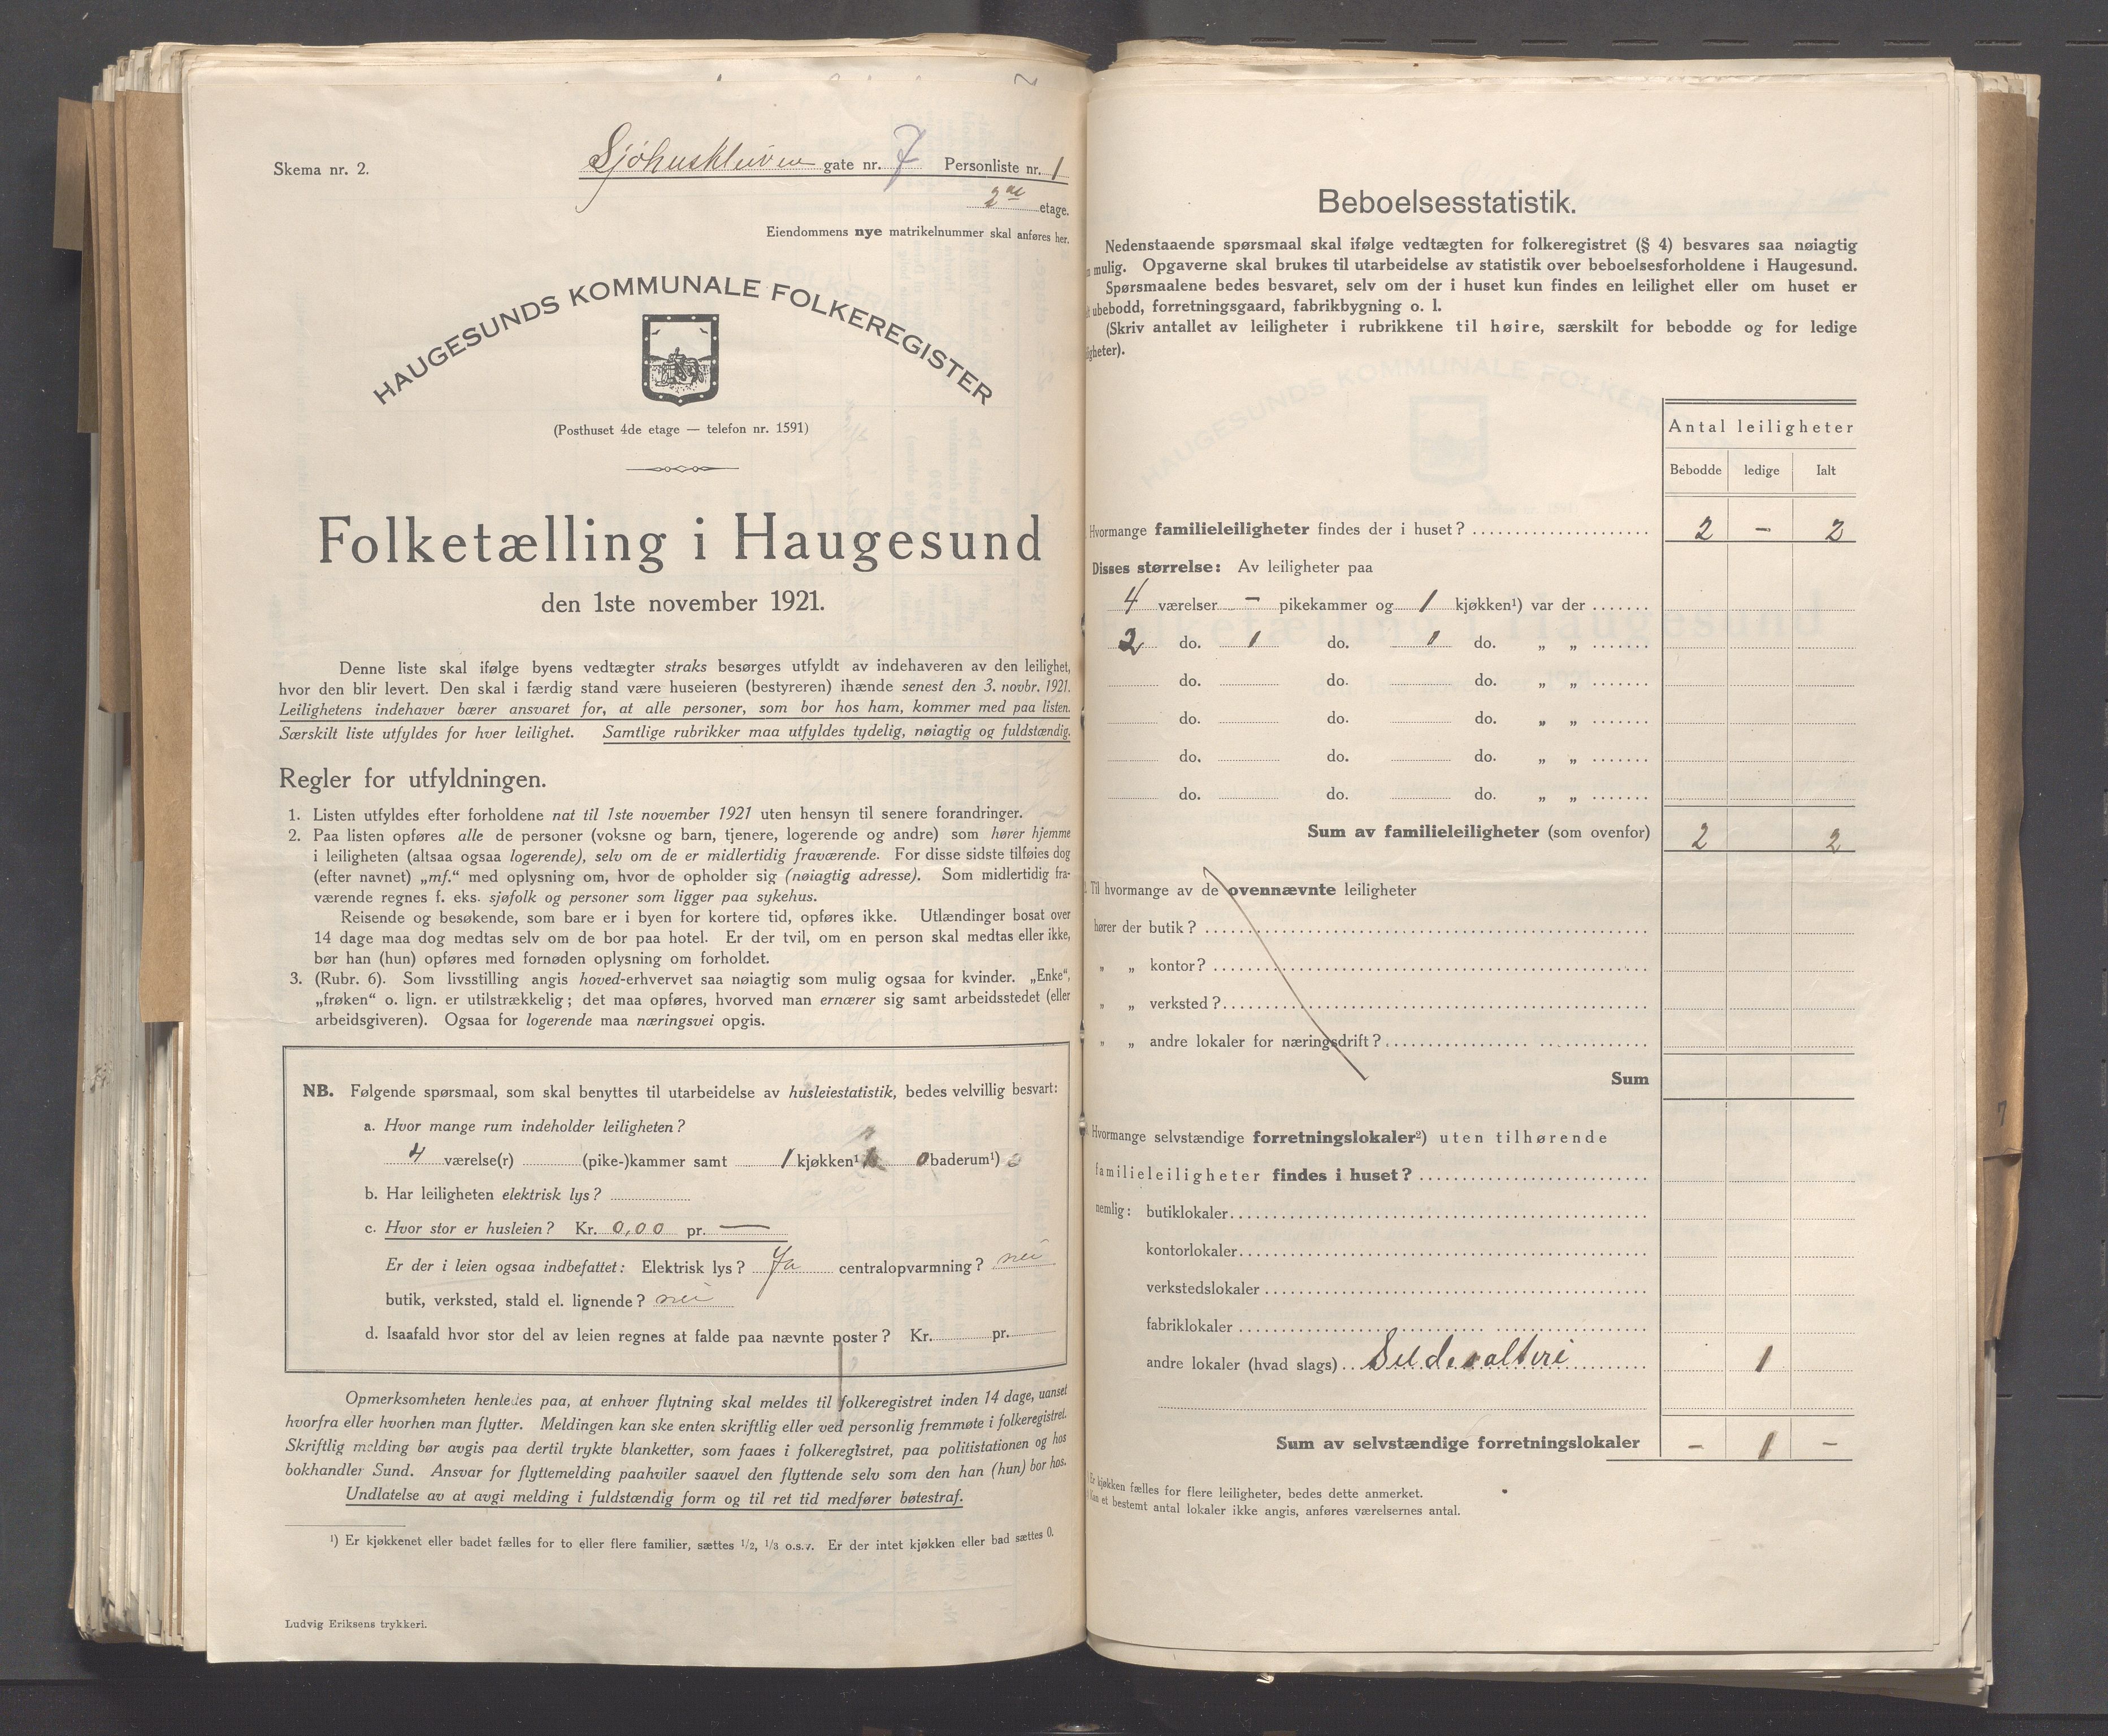 Skema nr. 2.
Sjøhuskleiven gate nr. 7 Personliste nr. 1
2den etage.
Eiendommens nye matrikelnummer skal anføres her.
HAUGESUNDS KOMMUNALE FOLKEREGISTER
(Posthuset 4de etage — telefon nr. 1591)
Folketælling i Haugesund
den 1ste november 1921.
Denne liste skal ifølge byens vedtægter straks besørges utfyldt av indehaveren av den leilighet,
hvor den blir levert. Den skal i færdig stand være huseieren (bestyreren) ihænde senest den 3. novbr. 1921.
Leilighetens indehaver bærer ansvaret for, at alle personer, som bor hos ham, kommer med paa listen.
Særskilt liste utfyldes for hver leilighet. Samtlige rubrikker maa utfyldes tydelig, nøiagtig og fuldstændig.
Regler for utfyldningen.
1. Listen utfyldes efter forholdene nat til 1ste november 1921 uten hensyn til senere forandringer.
2. Paa listen opføres alle de personer (voksne og barn, tjenere, logerende og andre) som hører hjemme
i leiligheten (altsaa ogsaa logerende), selv om de er midlertidig fraværende. For disse sidste tilføies dog
(efter navnet) „mf.“ med oplysning om, hvor de opholder sig (nøiagtig adresse). Som midlertidig fra-
værende regnes f. eks. sjøfolk og personer som ligger paa sykehus.
Reisende og besøkende, som bare er i byen for kortere tid, opføres ikke. Utlændinger bosat over
14 dage maa dog medtas selv om de bor paa hotel. Er der tvil, om en person skal medtas eller ikke,
bør han (hun) opføres med fornøden oplysning om forholdet.
3. (Rubr. 6). Som livsstilling angis hoved-erhvervet saa nøiagtig som mulig ogsaa for kvinder. „Enke“,
„frøken“ o. lign. er utilstrækkelig; det maa opføres, hvorved man ernærer sig samt arbeidsstedet (eller
arbeidsgiveren). Ogsaa for logerende maa næringsvei opgis.
NB. Følgende spørsmaal, som skal benyttes til utarbeidelse av husleiestatistik, bedes velvillig besvart:
a. Hvor mange rum indeholder leiligheten?
4 værelse(r) (pike-)kammer samt 1 kjøkken¹) 0 baderum¹)
b. Har leiligheten elektrisk lys?
c. Hvor stor er husleien? Kr. 0,00 pr. —
Er der i leien ogsaa indbefattet: Elektrisk lys? Ja centralopvarmning? nei
butik, verksted, stald el. lignende? nei
d. Isaafald hvor stor del av leien regnes at falde paa nævnte poster? Kr. pr.
Opmerksomheten henledes paa, at enhver flytning skal meldes til folkeregistret inden 14 dage, uanset
hvorfra eller hvorhen man flytter. Meldingen kan ske enten skriftlig eller ved personlig fremmøte i folkeregistret.
Skriftlig melding bør avgis paa dertil trykte blanketter, som faaes i folkeregistret, paa politistationen og hos
bokhandler Sund. Ansvar for flyttemelding paahviler saavel den flyttende selv som den han (hun) bor hos.
Undlatelse av at avgi melding i fuldstændig form og til ret tid medfører bøtestraf.
¹) Er kjøkkenet eller badet fælles for to eller flere familier, sættes 1/2, 1/3 o.s.v. Er der intet kjøkken eller bad sættes 0.
Ludvig Eriksens trykkeri.
Beboelsesstatistik.
Nedenstaaende spørsmaal skal ifølge vedtægten for folkeregistret (§ 4) besvares saa nøiagtig
mulig. Opgaverne skal brukes til utarbeidelse av statistik over beboelsesforholdene i Haugesund.
Spørsmaalene bedes besvaret, selv om der i huset kun findes en leilighet eller om huset er
ubebodd, forretningsgaard, fabrikbygning o. l.
(Skriv antallet av leiligheter i rubrikkene til høire, særskilt for bebodde og for ledige
igheter).
Antal leiligheter
Bebodde ledige Ialt
Hvormange familieleiligheter findes der i huset? 2 – 2
Disses størrelse: Av leiligheter paa
4 værelser – pikekammer og 1 kjøkken¹) var der
2 do. 1 do. 1 do. „ „
do. do. do. „ „
do. do. do. „ „
do. do. do. „ „
do. do. do. „ „
Sum av familieleiligheter (som ovenfor) 2 2
Til hvormange av de ovennævnte leiligheter
hører der butik?
„ „ kontor?
„ „ verksted?
„ „ andre lokaler for næringsdrift?
Sum
Hvormange selvstændige forretningslokaler²) uten tilhørende
familieleiligheter findes i huset?
nemlig: butiklokaler
kontorlokaler
verkstedslokaler
fabriklokaler
andre lokaler (hvad slags) Sildesalteri 1
Sum av selvstændige forretningslokaler – 1 –
Er kjøkken fælles for flere leiligheter, bedes dette anmerket.
Kan et bestemt antal lokaler ikke angis, anføres værelsernes antal.
7